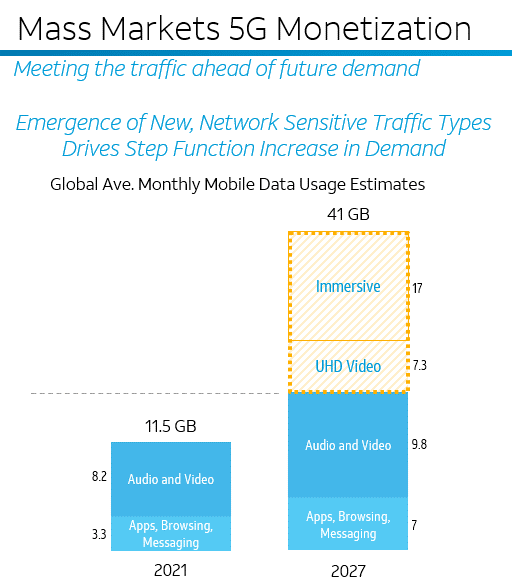 Mass Markets 5G Monetization
Meeting the traffic ahead of future demand
Emergence of New, Network Sensitive Traffic Types
Drives Step Function Increase in Demand
Global Ave. Monthly Mobile Data Usage Estimates
41 GB
Immersive
17
UHD Video
7.3
11.5 GB
8.2
Audio and Video
Audio and Video
9.8
3.3
Apps, Browsing,
Messaging
Apps, Browsing,
Messaging
7
2021
2027